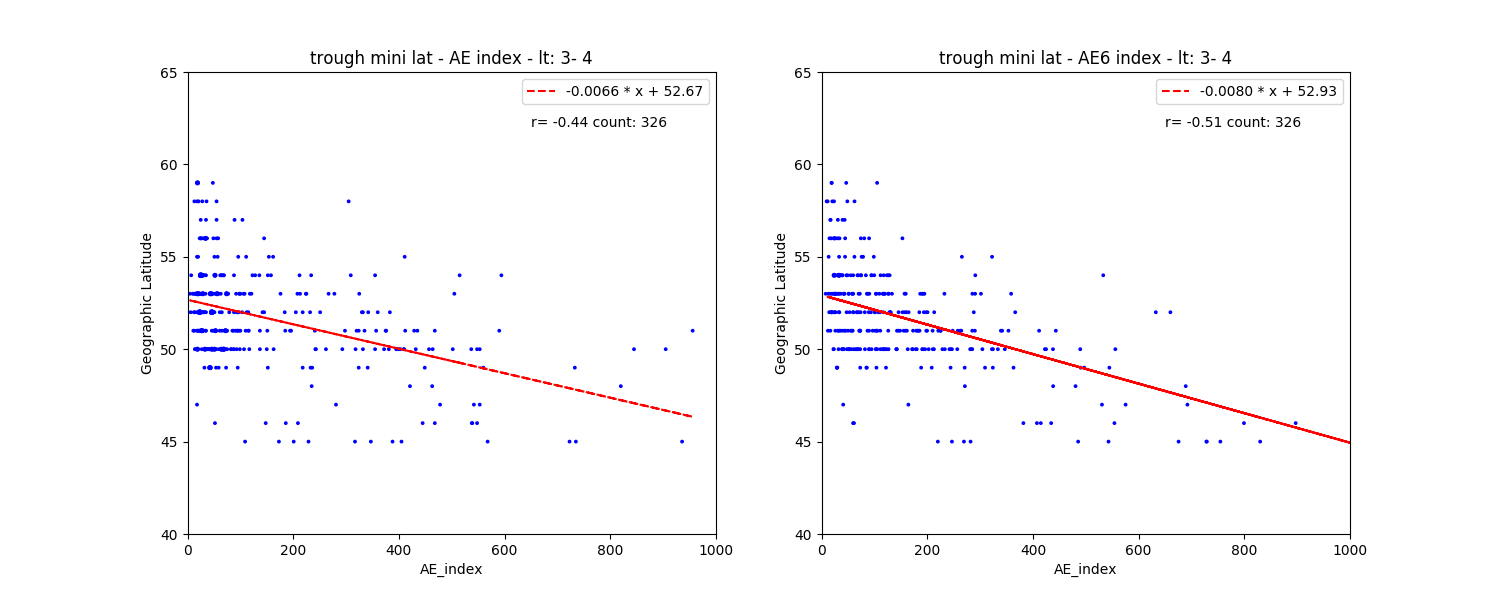 trough mini lat - AE index - lt: 3- 4
-0.0066 * x + 52.67
r= -0.44 count: 326
65
60
55
50
45
40
Geographic Latitude
0 200 400 600 800 1000
AE_index
trough mini lat - AE6 index - lt: 3- 4
-0.0080 * x + 52.93
r= -0.51 count: 326
65
60
55
50
45
40
Geographic Latitude
0 200 400 600 800 1000
AE_index